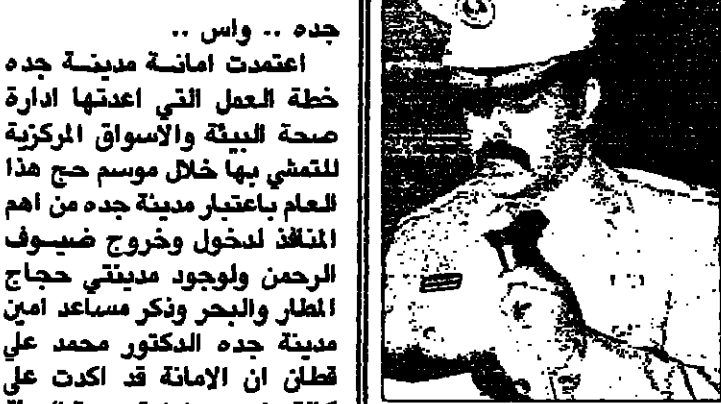 جده .. واس ..
اعتمدت امانة مدينة جده
خطة العمل التي اعدتها ادارة
صحة البيئة والاسواق المركزية
للتمشي بها خلال موسم حج هذا
العام باعتبار مدينة جده من اهم
المنافذ لدخول وخروج ضيوف
الرحمن ولوجود مدينتي حجاج
المطار والبحر وذكر مساعد امين
مدينة جده الدكتور محمد علي
قطان ان الامانة قد اكدت على